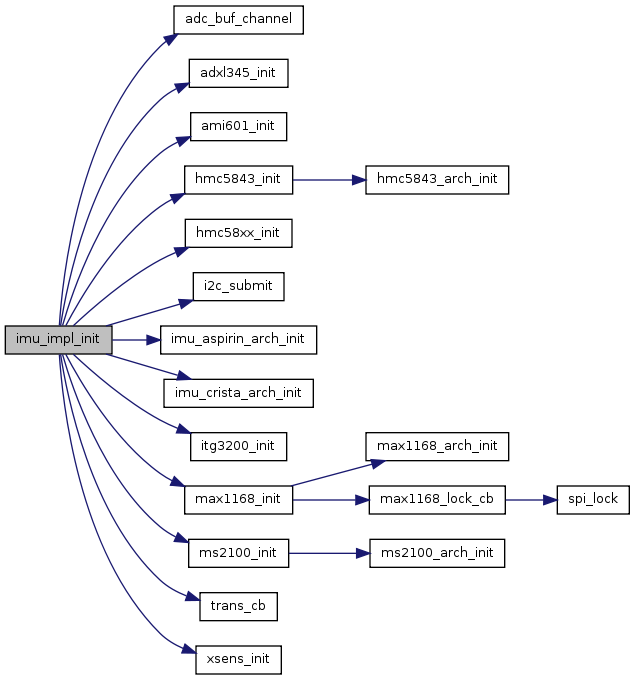 adc_buf_channel
adxl345_init
ami601_init
hmc5843_init
hmc5843_arch_init
hmc58xx_init
i2c_submit
imu_impl_init
imu_aspirin_arch_init
imu_crista_arch_init
itg3200_init
max1168_arch_init
max1168_init
max1168_lock_cb
spi_lock
ms2100_init
ms2100_arch_init
trans_cb
xsens_init